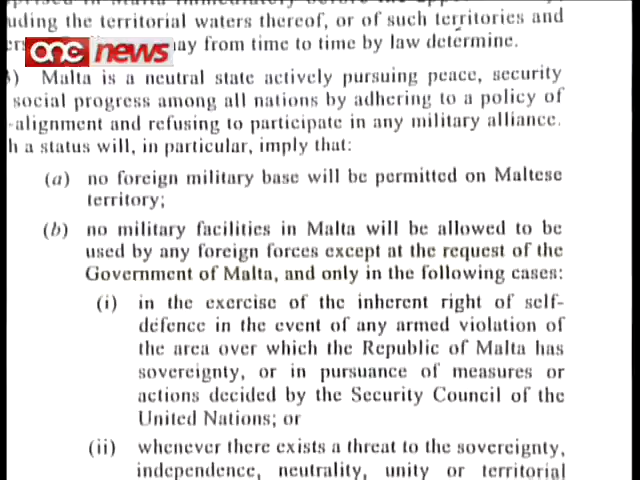 uding the territorial waters thereof, or of such territories and
one news may from time to time by law determine.
) Malta is a neutral state actively pursuing peace, security
social progress among all nations by adhering to a policy of
-alignment and refusing to participate in any military alliance.
h a status will, in particular, imply that:
(a) no foreign military base will be permitted on Maltese
territory;
(b) no military facilities in Malta will be allowed to be
used by any foreign forces except at the request of the
Government of Malta, and only in the following cases:
(i) in the exercise of the inherent right of self-
defence in the event of any armed violation of
the area over which the Republic of Malta has
sovereignty, or in pursuance of measures or
actions decided by the Security Council of the
United Nations; or
(ii) whenever there exists a threat to the sovereignty,
independence, neutrality, unity or territorial